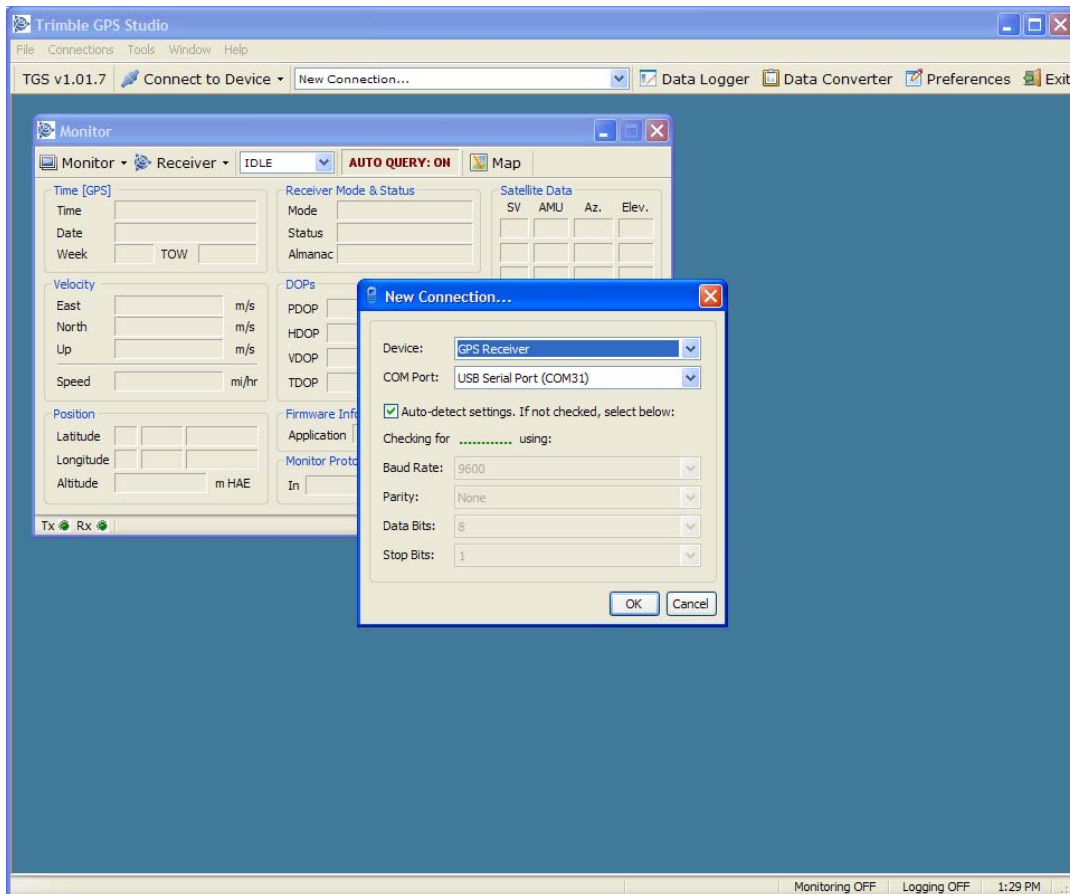 Trimble GPS Studio
File Connections Tools Window Help
TGS v1.01.7 Connect to Device New Connection... Data Logger Data Converter Preferences Exit
Monitor
Monitor Receiver IDLE AUTO QUERY: ON Map
Time [GPS] Receiver Mode & Status Satellite Data
Time Mode SV AMU Az. Elev.
Date Status
Week TOW Almanac
Velocity DOPs
East m/s PDOP
North m/s HDOP
Up m/s VDOP
Speed mi/hr TDOP
Position Firmware Info
Latitude Application
Longitude Monitor Proto
Altitude m HAE In
Tx Rx
New Connection...
Device: GPS Receiver
COM Port: USB Serial Port (COM31)
Auto-detect settings. If not checked, select below:
Checking for ............ using:
Baud Rate: 9600
Parity: None
Data Bits: 8
Stop Bits: 1
OK Cancel
Monitoring OFF Logging OFF 1:29 PM